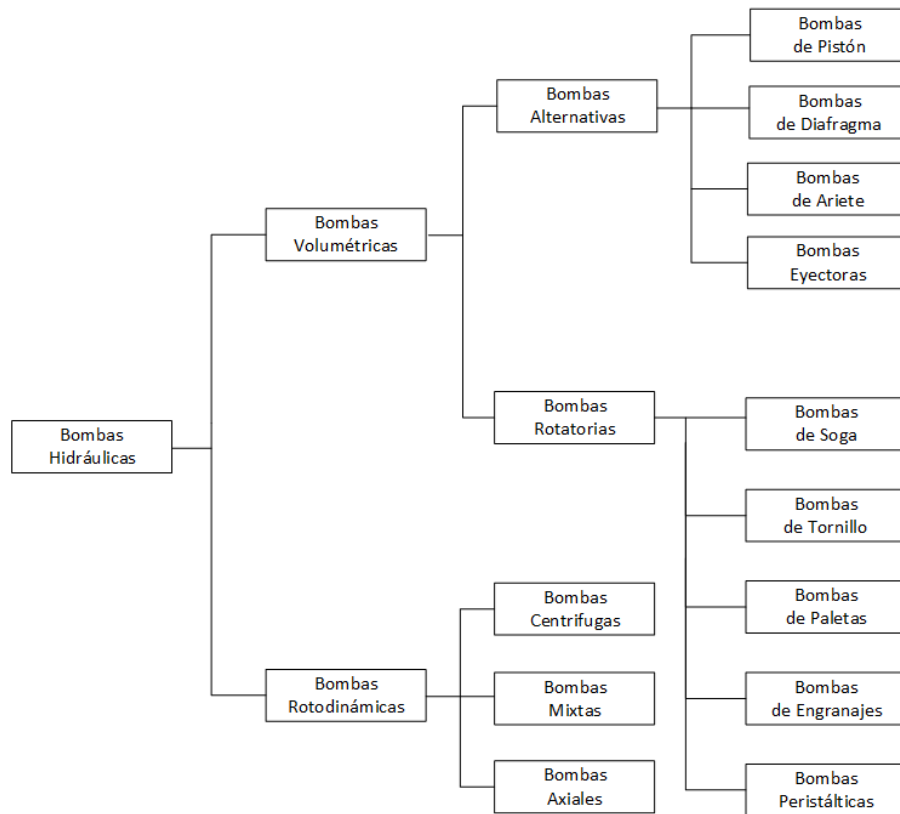 Bombas
Hidráulicas
Bombas
Volumétricas
Bombas
Alternativas
Bombas
de Pistón
Bombas
de Diafragma
Bombas
de Ariete
Bombas
Eyectoras
Bombas
Rotatorias
Bombas
de Soga
Bombas
de Tornillo
Bombas
de Paletas
Bombas
de Engranajes
Bombas
Peristálticas
Bombas
Rotodinámicas
Bombas
Centrifugas
Bombas
Mixtas
Bombas
Axiales